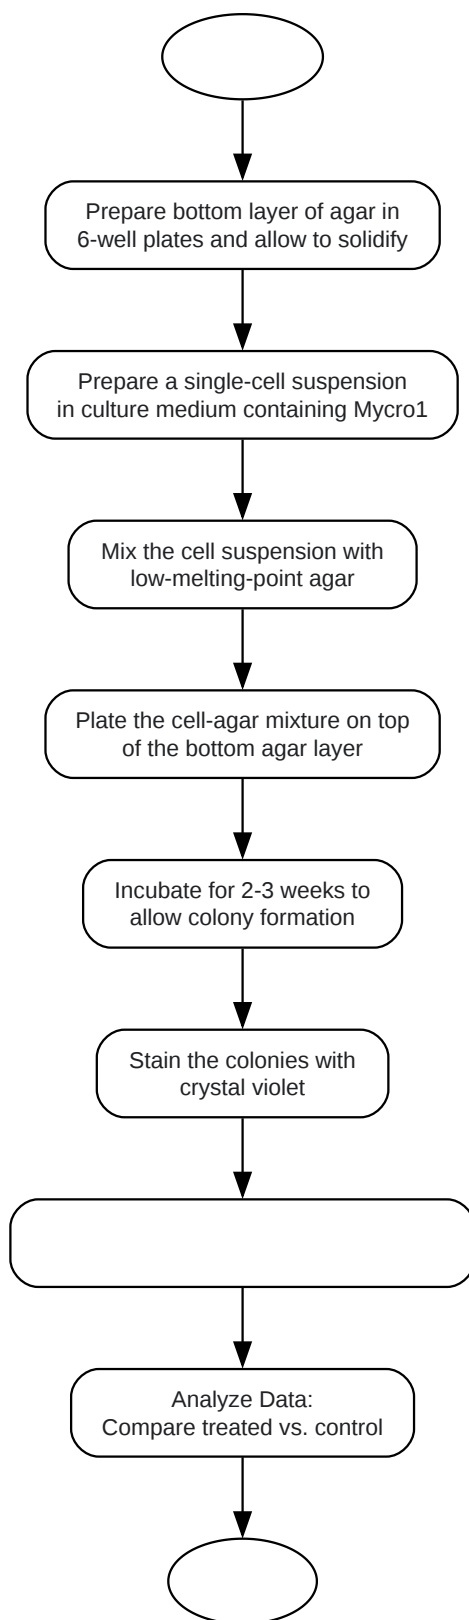 Prepare bottom layer of agar in
6-well plates and allow to solidify
Prepare a single-cell suspension
in culture medium containing Mycro1
Mix the cell suspension with
low-melting-point agar
Plate the cell-agar mixture on top
of the bottom agar layer
Incubate for 2-3 weeks to
allow colony formation
Stain the colonies with
crystal violet
Analyze Data:
Compare treated vs. control